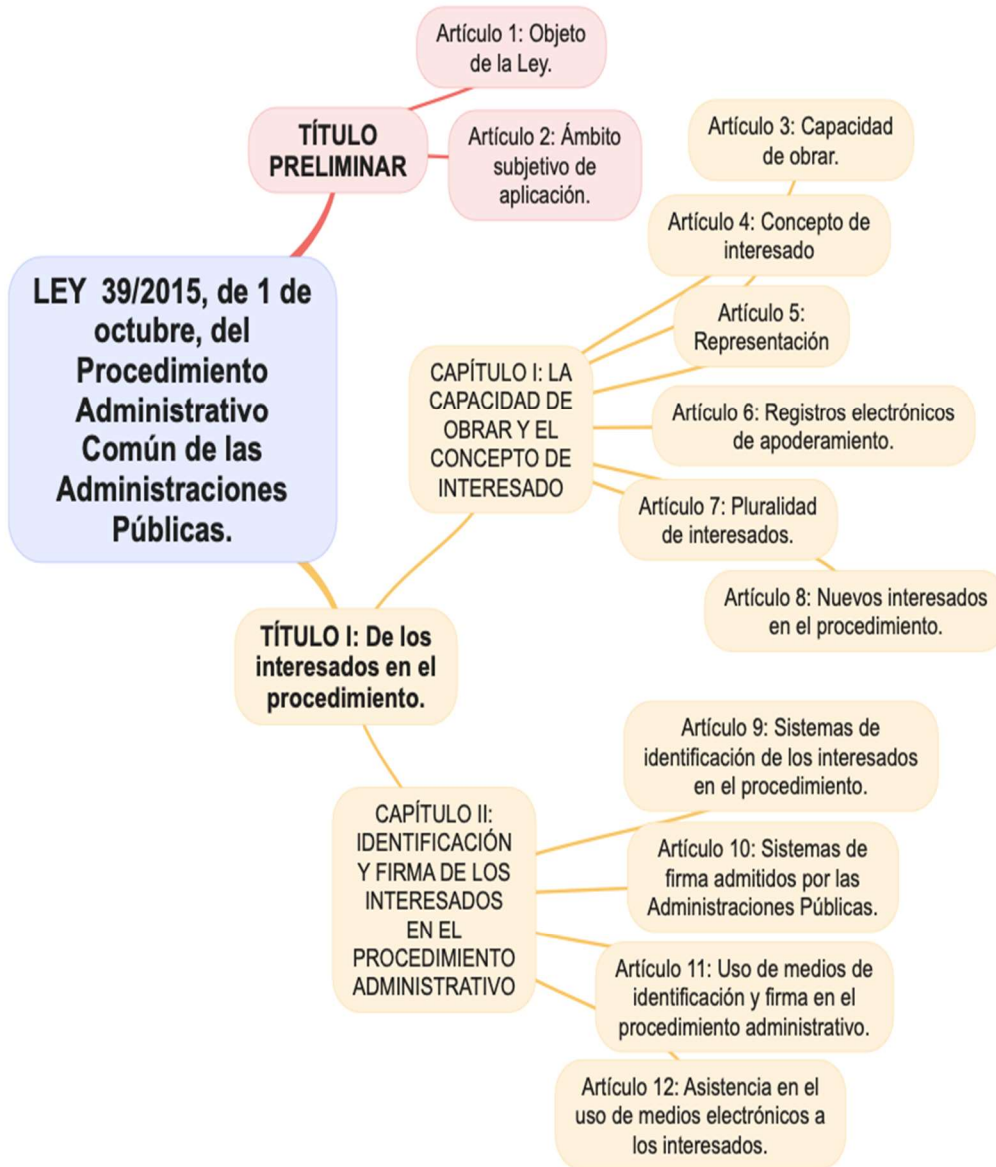 Artículo 1: Objeto
de la Ley.
TÍTULO
PRELIMINAR
Artículo 2: Ámbito
subjetivo de
aplicación.
LEY  39/2015, de 1 de
octubre, del
Procedimiento
Administrativo
Común de las
Administraciones
Públicas.
Artículo 3: Capacidad
de obrar.
Artículo 4: Concepto de
interesado
Artículo 5:
Representación
CAPÍTULO I: LA
CAPACIDAD DE
OBRAR Y EL
CONCEPTO DE
INTERESADO
Artículo 6: Registros electrónicos
de apoderamiento.
Artículo 7: Pluralidad
de interesados.
Artículo 8: Nuevos interesados
en el procedimiento.
TÍTULO I: De los
interesados en el
procedimiento.
Artículo 9: Sistemas de
identificación de los interesados
en el procedimiento.
CAPÍTULO II:
IDENTIFICACIÓN
Y FIRMA DE LOS
INTERESADOS
EN EL
PROCEDIMIENTO
ADMINISTRATIVO
Artículo 10: Sistemas de
firma admitidos por las
Administraciones Públicas.
Artículo 11: Uso de medios de
identificación y firma en el
procedimiento administrativo.
Artículo 12: Asistencia en el
uso de medios electrónicos a
los interesados.